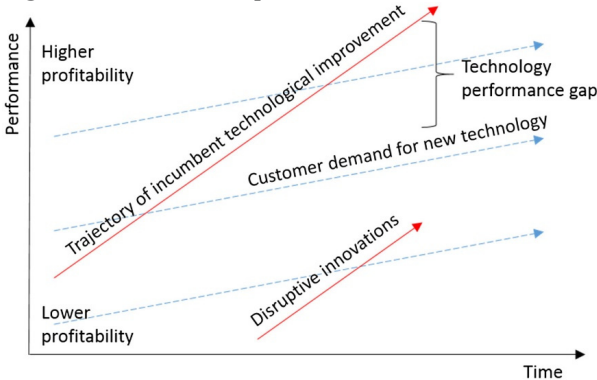 Performance
Higher
profitability
Trajectory of incumbent technological improvement
Technology
performance gap
Customer demand for new technology
Disruptive innovations
Lower
profitability
Time